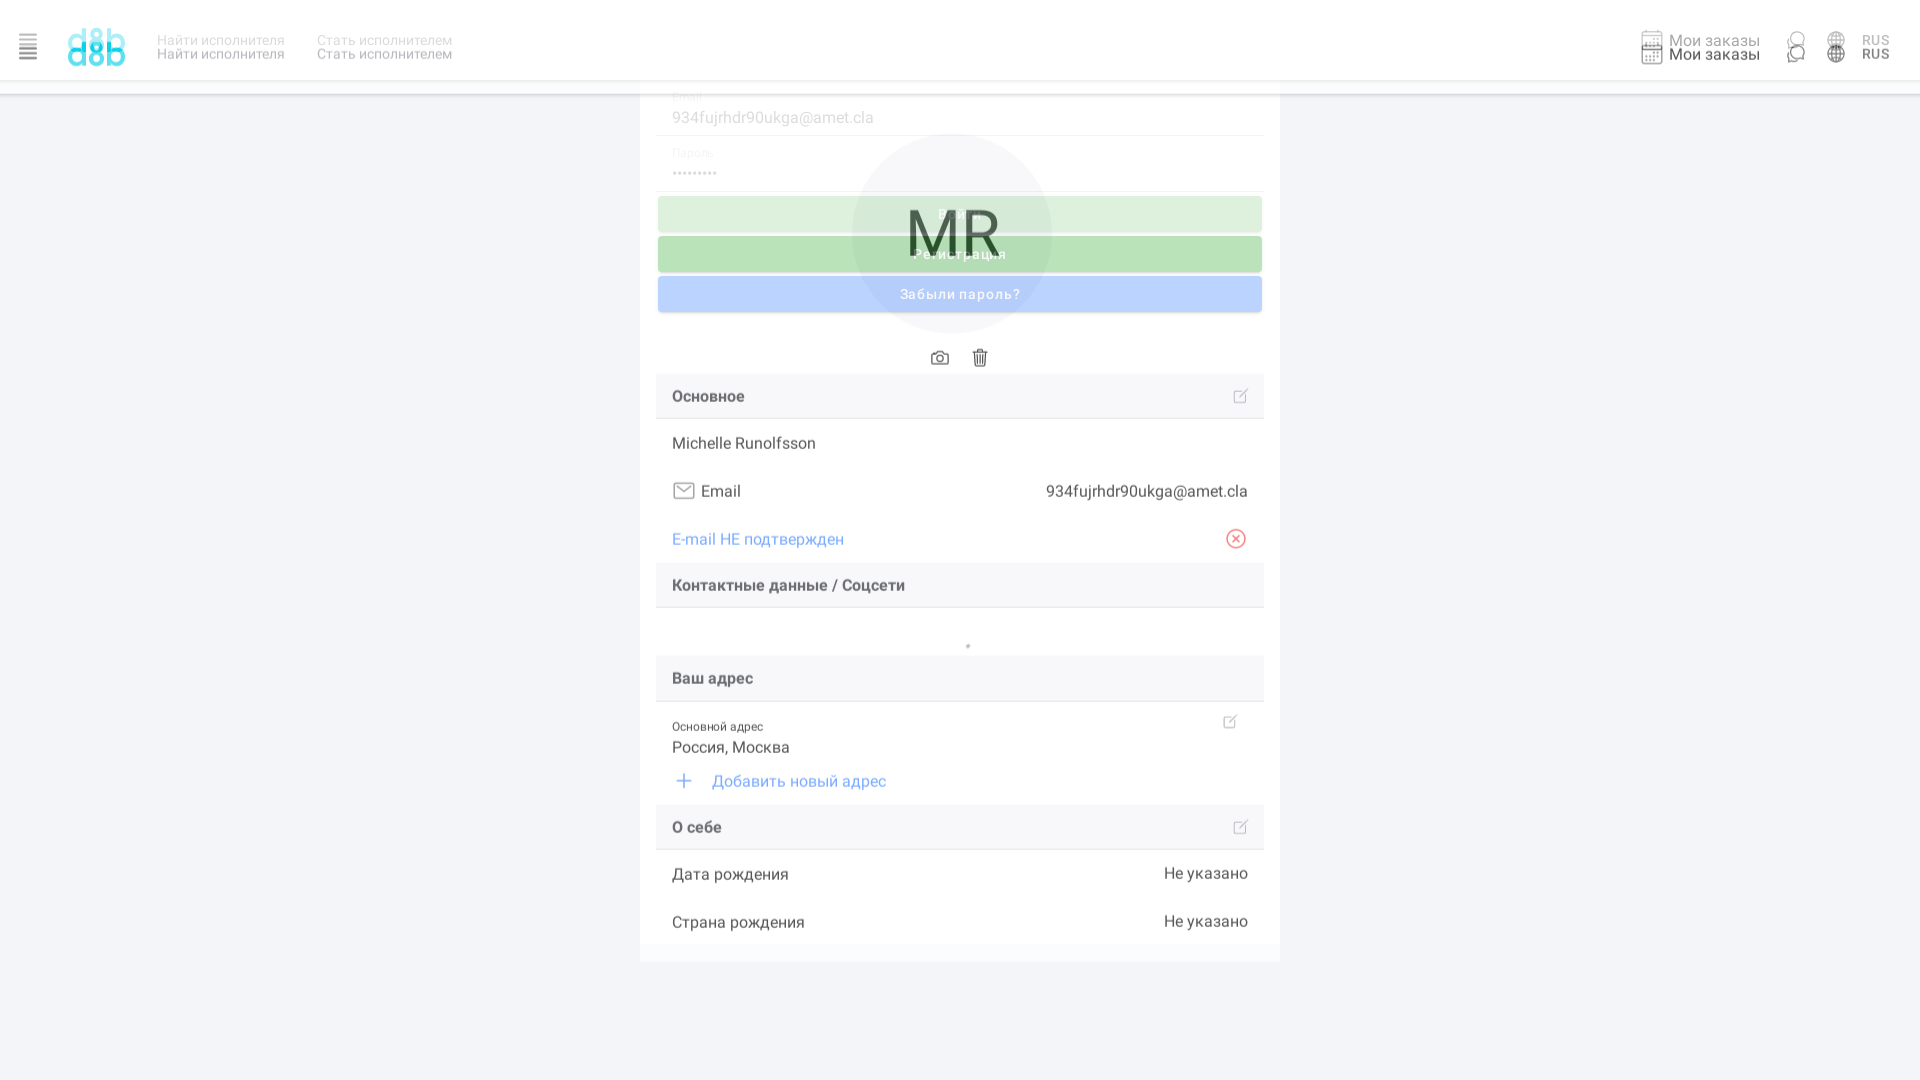 d8b
Найти исполнителя
Стать исполнителем
Мои заказы
RUS
d8b
Найти исполнителя
Стать исполнителем
Мои заказы
RUS
Email
934fujrhdr90ukga@amet.cla
Пароль
•••••••••
MR
Регистрация
Забыли пароль?
Основное
Michelle Runolfsson
Email
934fujrhdr90ukga@amet.cla
E-mail НЕ подтвержден
Контактные данные / Соцсети
Ваш адрес
Основной адрес
Россия, Москва
Добавить новый адрес
О себе
Дата рождения
Не указано
Страна рождения
Не указано